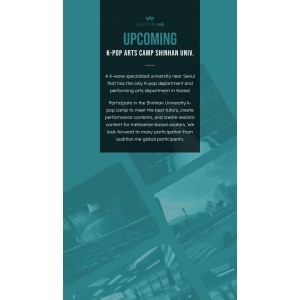 AUDITION & ME
UPCOMING
K-POP ARTS CAMP SHINHAN UNIV.
A k-wave specialized university near Seoul
that has the only K-pop department and
performing arts department in Korea!
Participate in the Shinhan University k-
pop camp to meet the best tutors, create
performance contents, and create realistic
content for metaverse-based avatars. We
look forward to many participation from
audition me global participants.